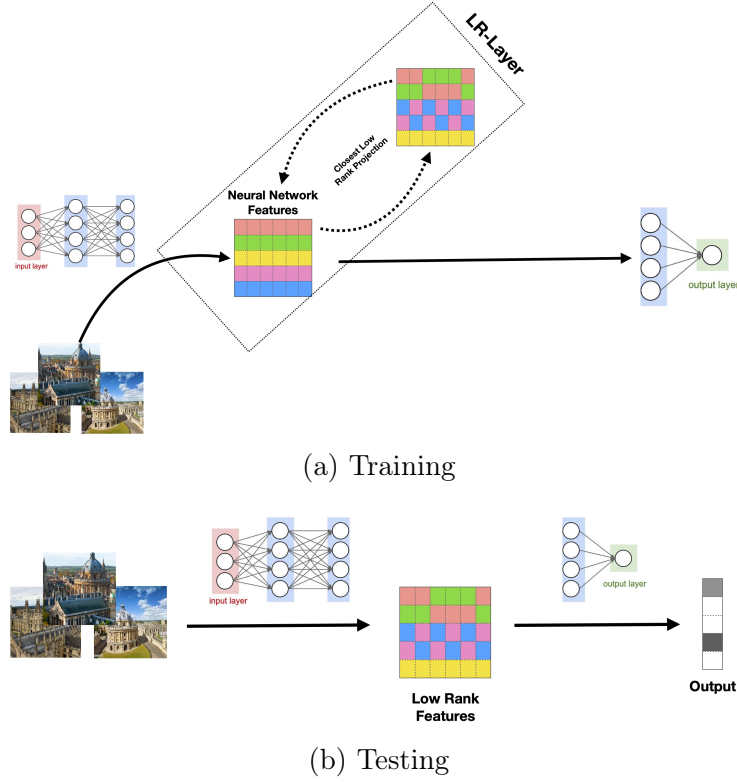 LR-Layer
Closest Low
Rank Projection
Neural Network
Features
input layer
output layer
(a) Training
input layer
output layer
Low Rank
Features
Output
(b) Testing